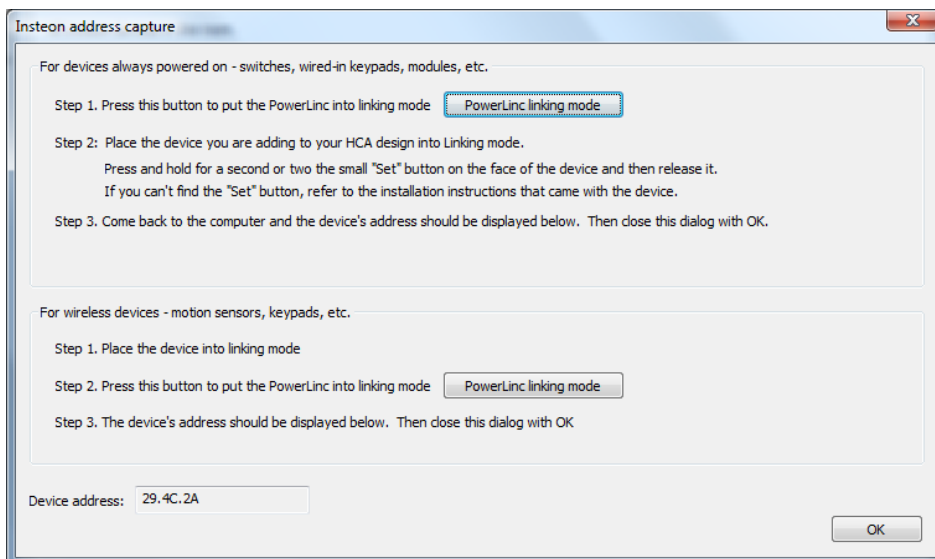 Insteon address capture
For devices always powered on - switches, wired-in keypads, modules, etc.
Step 1. Press this button to put the PowerLinc into linking mode PowerLinc linking mode
Step 2: Place the device you are adding to your HCA design into Linking mode.
Press and hold for a second or two the small "Set" button on the face of the device and then release it.
If you can't find the "Set" button, refer to the installation instructions that came with the device.
Step 3. Come back to the computer and the device's address should be displayed below. Then close this dialog with OK.
For wireless devices - motion sensors, keypads, etc.
Step 1. Place the device into linking mode
Step 2. Press this button to put the PowerLinc into linking mode PowerLinc linking mode
Step 3. The device's address should be displayed below. Then close this dialog with OK
Device address: 29.4C.2A
OK